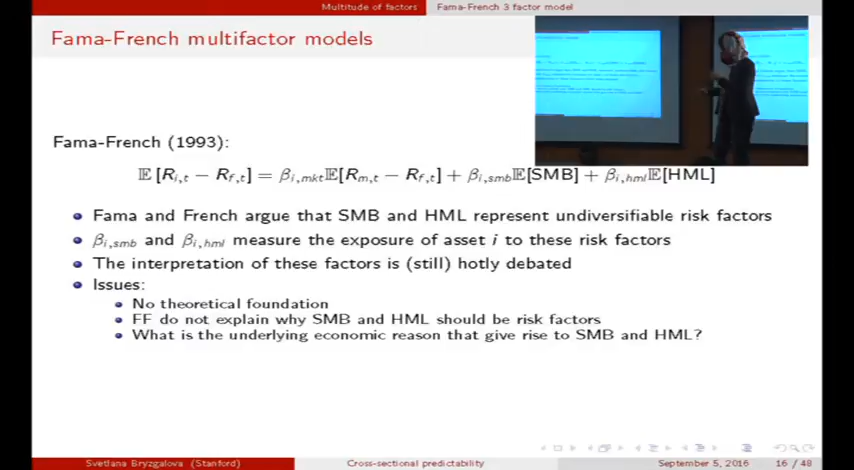 Multitude of factors Fama-French 3 factor model
Fama-French multifactor models
Fama-French (1993):
𝔼 [R_{i,t} − R_{f,t}] = β_{i,mkt}𝔼[R_{m,t} − R_{f,t}] + β_{i,smb}𝔼[SMB] + β_{i,hml}𝔼[HML]
Fama and French argue that SMB and HML represent undiversifiable risk factors
β_{i,smb} and β_{i,hml} measure the exposure of asset i to these risk factors
The interpretation of these factors is (still) hotly debated
Issues:
No theoretical foundation
FF do not explain why SMB and HML should be risk factors
What is the underlying economic reason that give rise to SMB and HML?
Svetlana Bryzgalova (Stanford) Cross-sectional predictability September 5, 2016 16 / 48